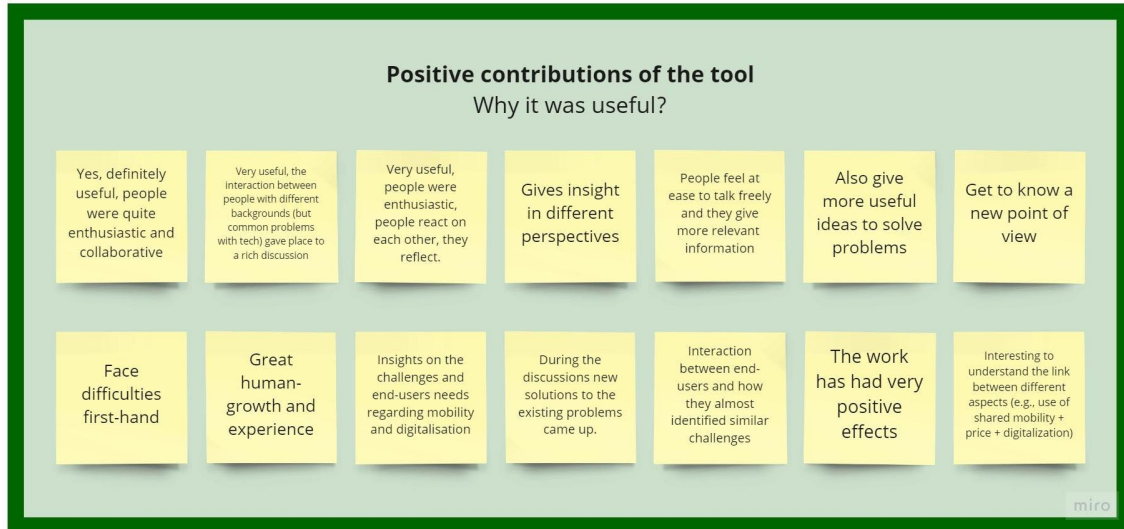 Positive contributions of the tool
Why it was useful?
Yes, definitely
useful, people
were quite
enthusiastic and
collaborative
Very useful, the
interaction between
people with different
backgrounds (but
common problems
with tech) gave place to
a rich discussion
Very useful,
people were
enthusiastic,
people react on
each other, they
reflect.
Gives insight
in different
perspectives
People feel at
ease to talk freely
and they give
more relevant
information
Also give
more useful
ideas to solve
problems
Get to know a
new point of
view
Face
difficulties
first-hand
Great
human-
growth and
experience
Insights on the
challenges and
end-users needs
regarding mobility
and digitalisation
During the
discussions new
solutions to the
existing problems
came up.
Interaction
between end-
users and how
they almost
identified similar
challenges
The work
has had very
positive
effects
Interesting to
understand the link
between different
aspects (e.g., use of
shared mobility +
price + digitalization)
miro